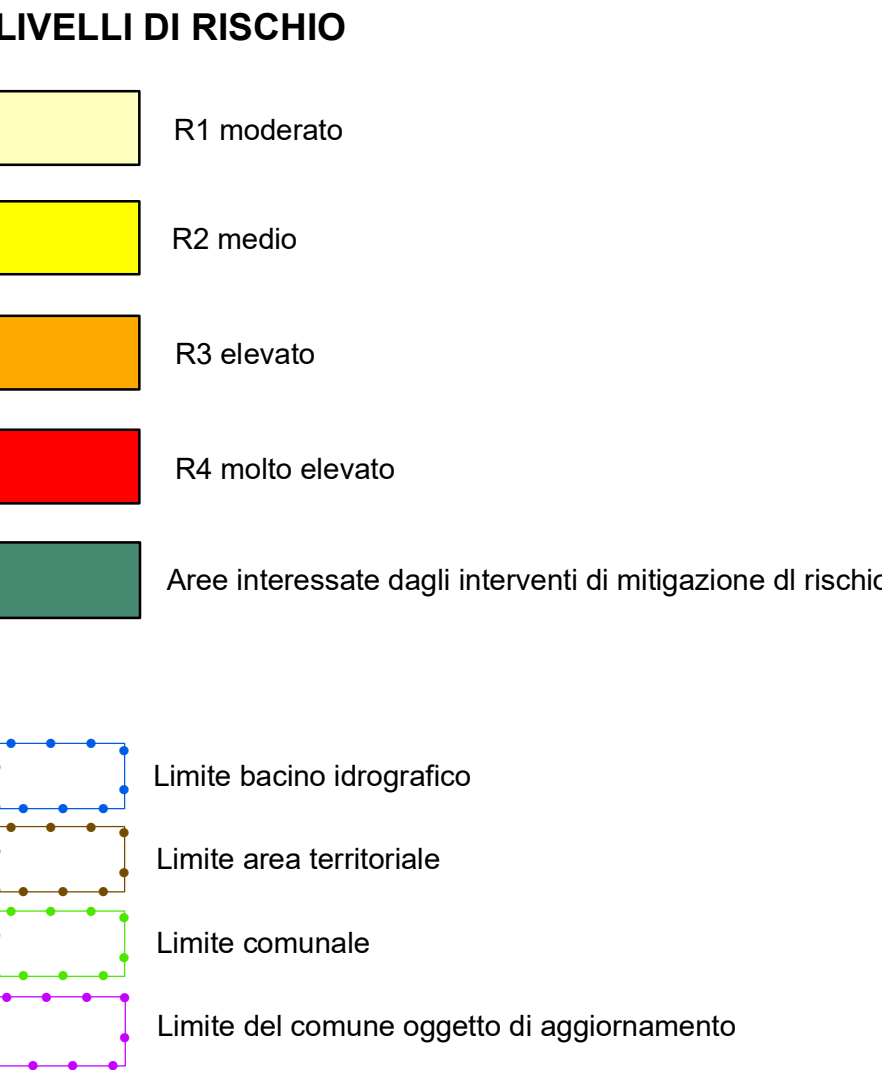 LIVELLI DI RISCHIO
R1 moderato
R2 medio
R3 elevato
R4 molto elevato
Aree interessate dagli interventi di mitigazione dl rischio
Limite bacino idrografico
Limite area territoriale
Limite comunale
Limite del comune oggetto di aggiornamento